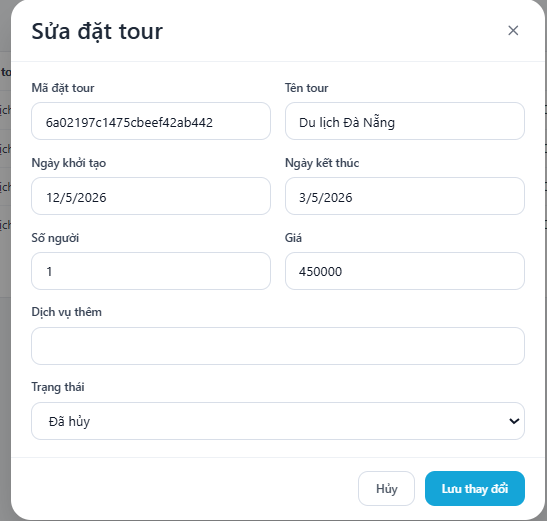 Sửa đặt tour
×
Mã đặt tour
Tên tour
6a02197c1475cbeef42ab442
Du lịch Đà Nẵng
Ngày khởi tạo
Ngày kết thúc
12/5/2026
3/5/2026
Số người
Giá
1
450000
Dịch vụ thêm
Trạng thái
Đã hủy
Hủy
Lưu thay đổi